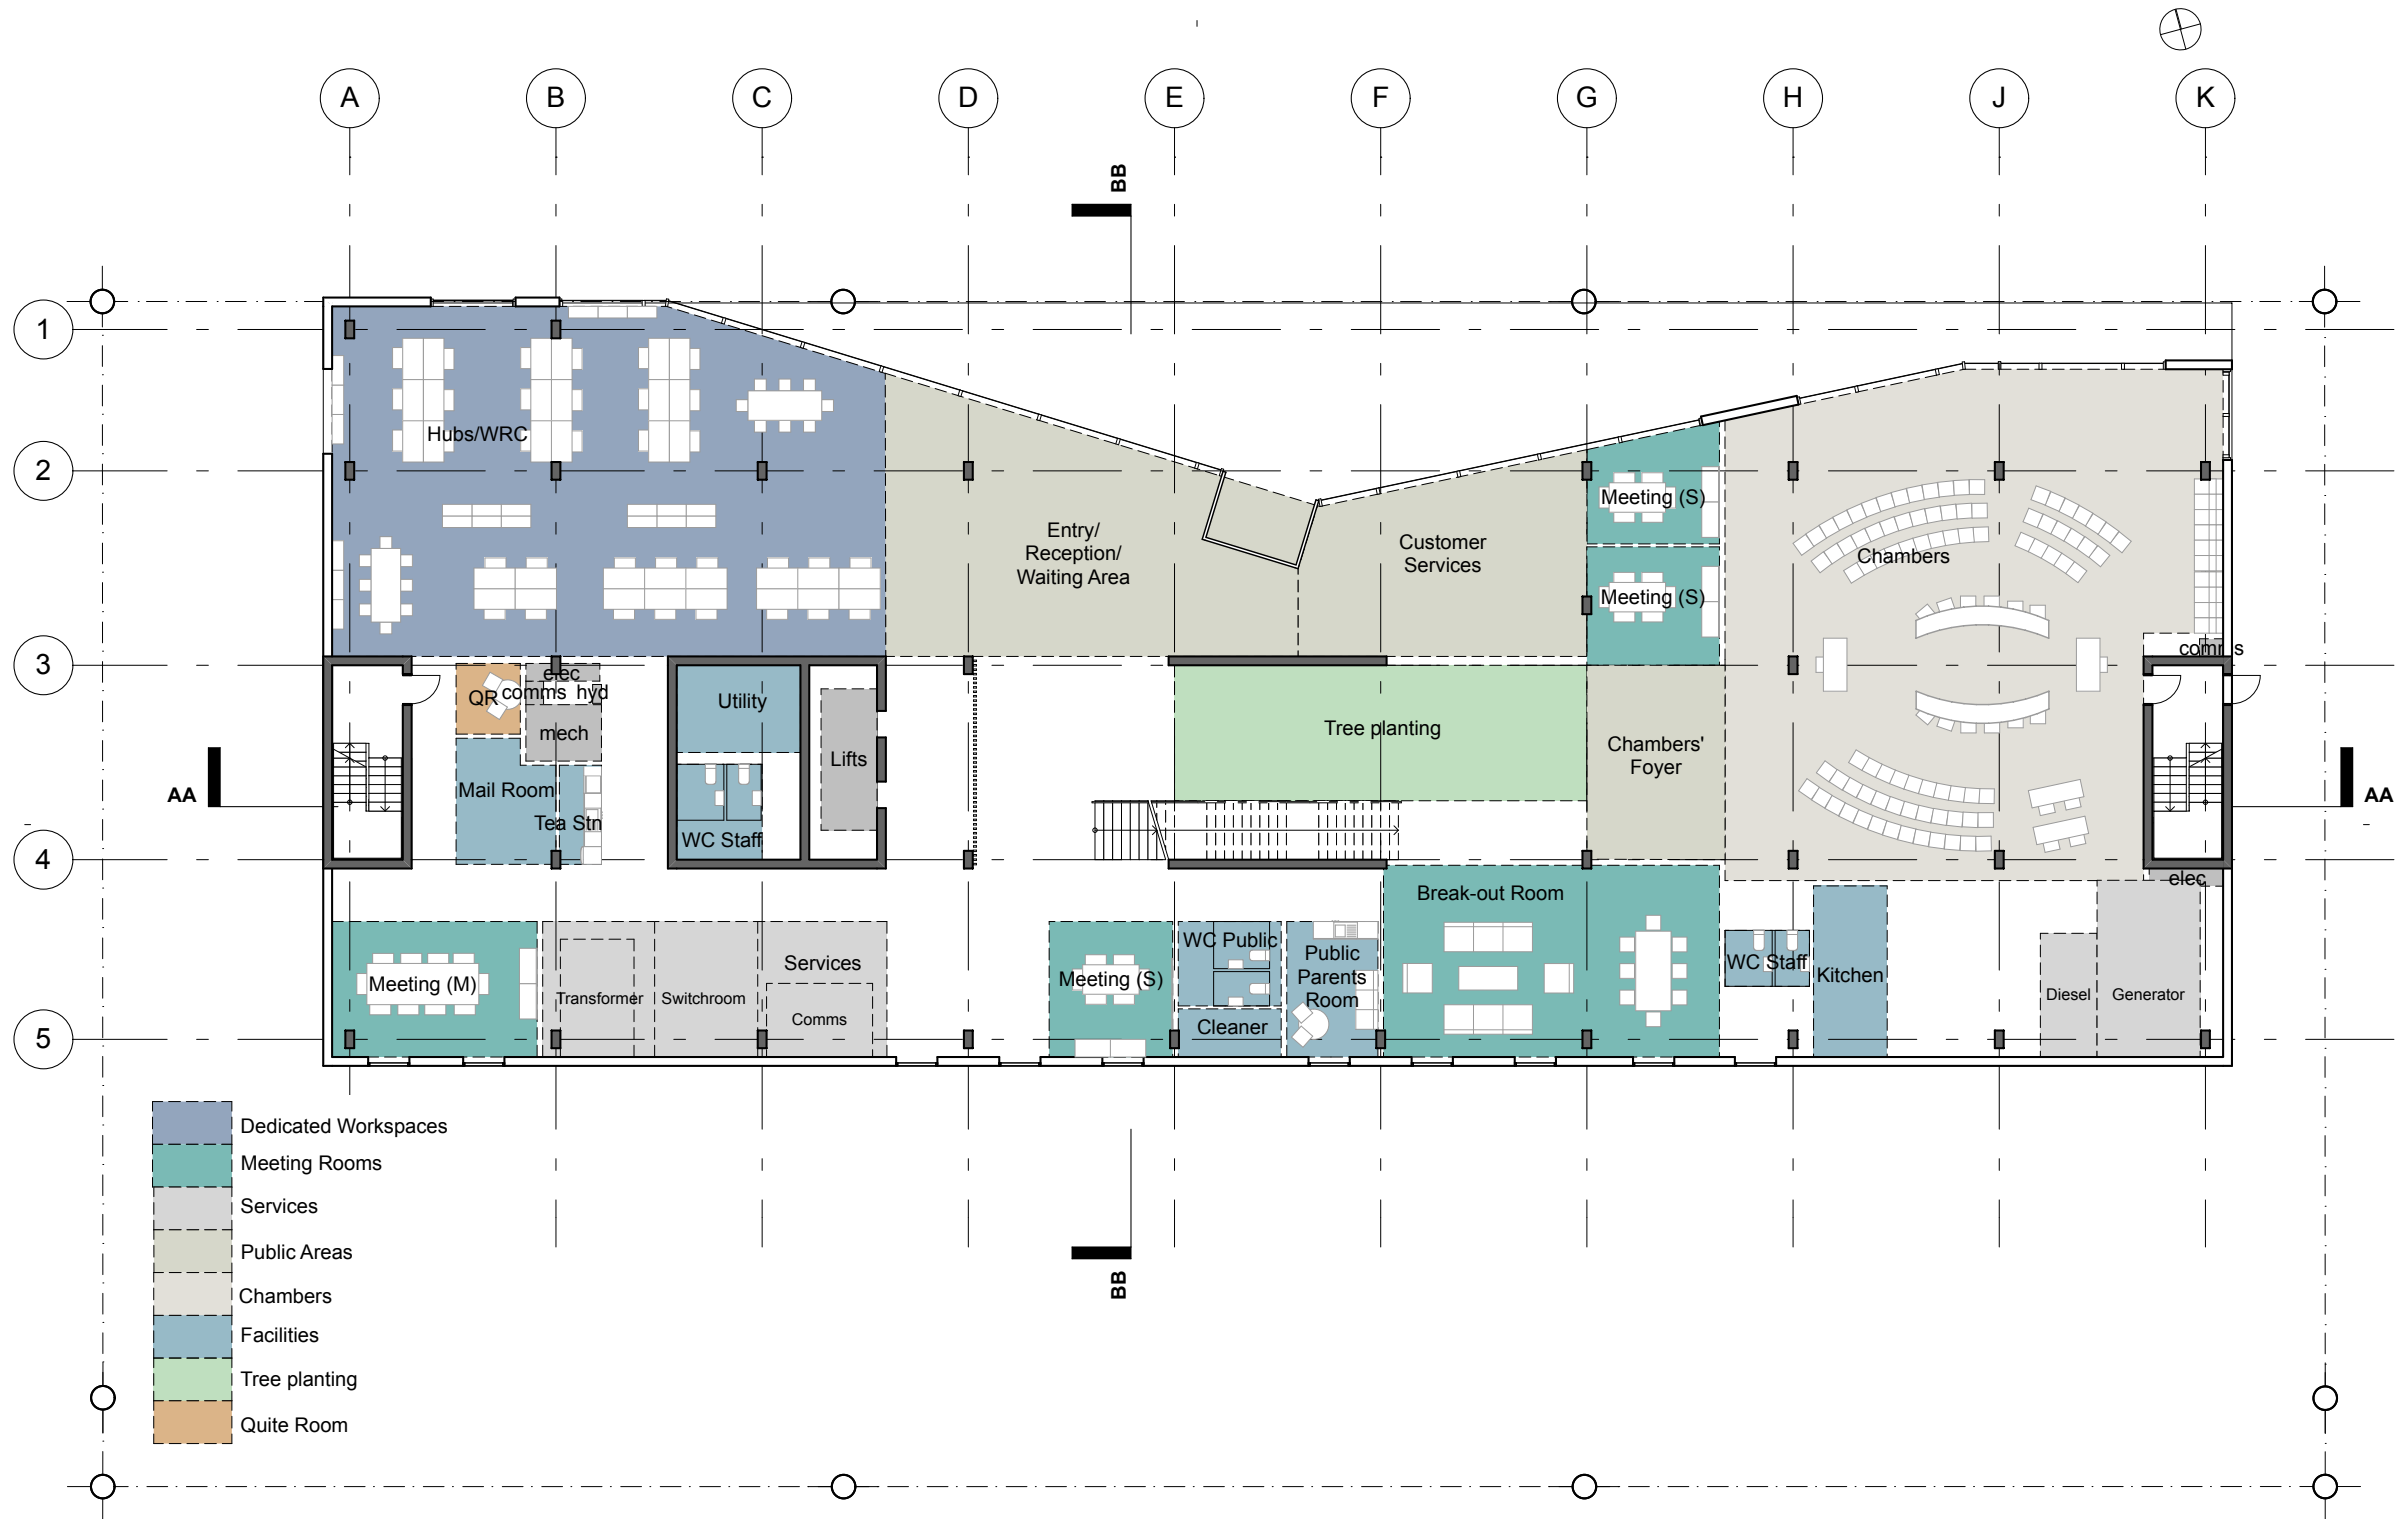 A B C D E F G H J K
BB
1
Hubs/WRC
2
Meeting (S)
Entry/
Reception/
Waiting Area
Customer
Services
Chambers
Meeting (S)
3
comms
elec
QR
comms hyd
Utility
mech
Tree planting
Chambers'
Foyer
Lifts
AA
AA
Mail Room
Tea Stn
WC Staff
4
elec
Break-out Room
WC Public
Public
Parents
Room
Services
Meeting (M)
Meeting (S)
WC Staff
Kitchen
Transformer
Switchroom
Diesel
Generator
Comms
Cleaner
5
Dedicated Workspaces
Meeting Rooms
Services
Public Areas
Chambers
Facilities
Tree planting
Quite Room
BB